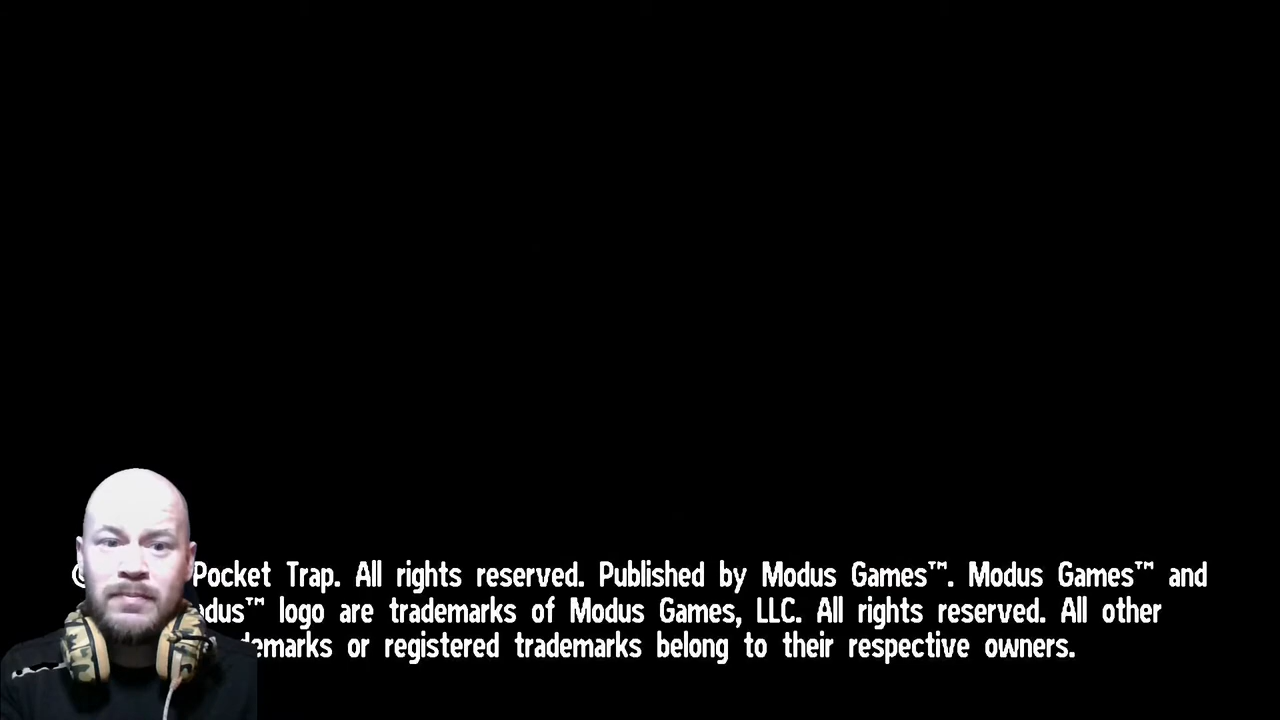 Pocket Trap. All rights reserved. Published by Modus Games™. Modus Games™ and
logo are trademarks of Modus Games, LLC. All rights reserved. All other
or registered trademarks belong to their respective owners.